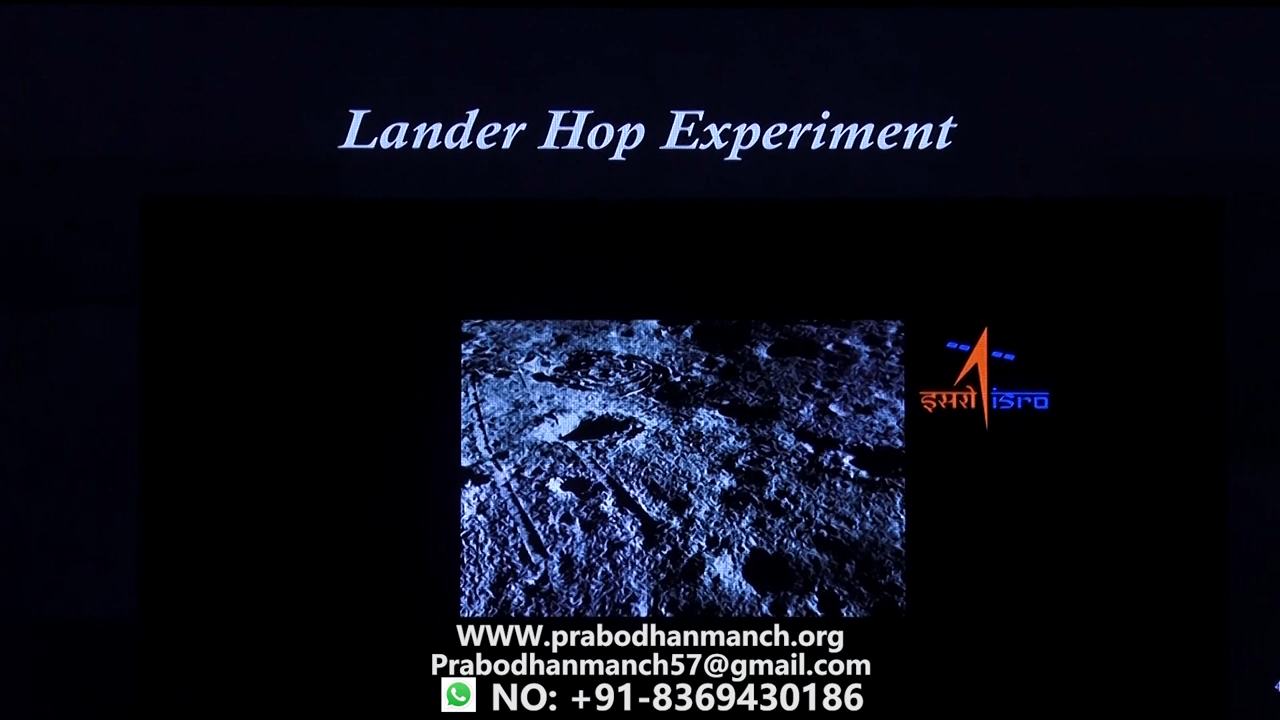 Lander Hop Experiment
इसरो isro
WWW.prabodhanmanch.org
Prabodhanmanch57@gmail.com
NO: +91-8369430186